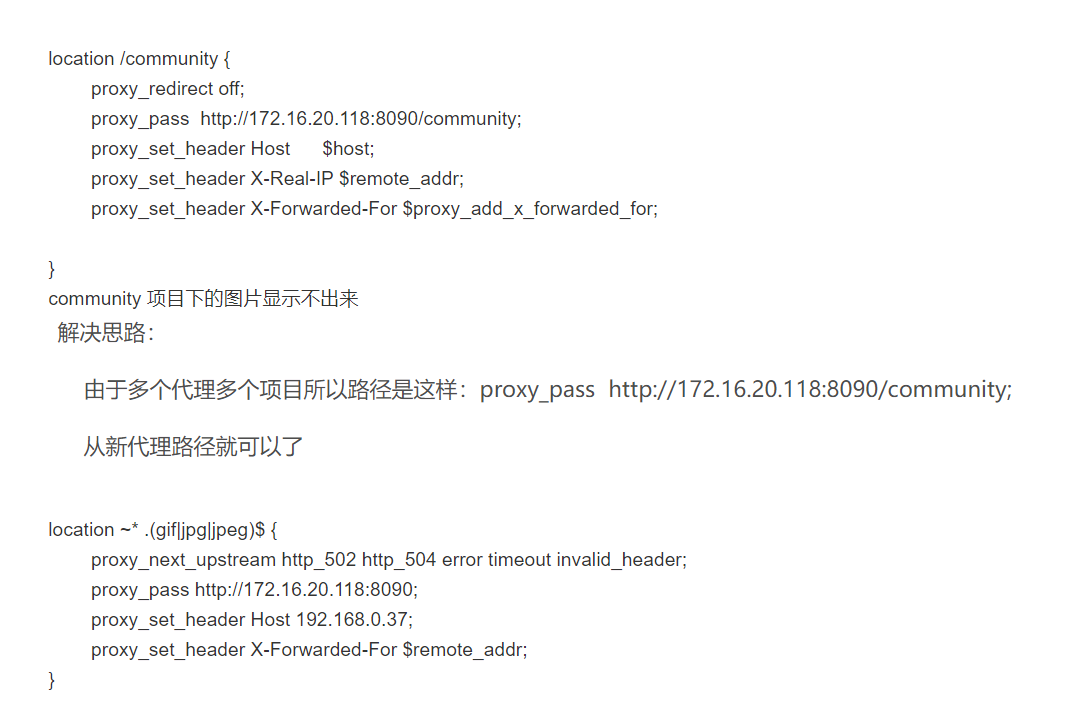 location /community {
proxy_redirect off;
proxy_pass  http://172.16.20.118:8090/community;
proxy_set_header Host      $host;
proxy_set_header X-Real-IP $remote_addr;
proxy_set_header X-Forwarded-For $proxy_add_x_forwarded_for;
}
community 项目下的图片显示不出来
解决思路：
由于多个代理多个项目所以路径是这样：proxy_pass  http://172.16.20.118:8090/community;
从新代理路径就可以了
location ~* .(gif|jpg|jpeg)$ {
proxy_next_upstream http_502 http_504 error timeout invalid_header;
proxy_pass http://172.16.20.118:8090;
proxy_set_header Host 192.168.0.37;
proxy_set_header X-Forwarded-For $remote_addr;
}